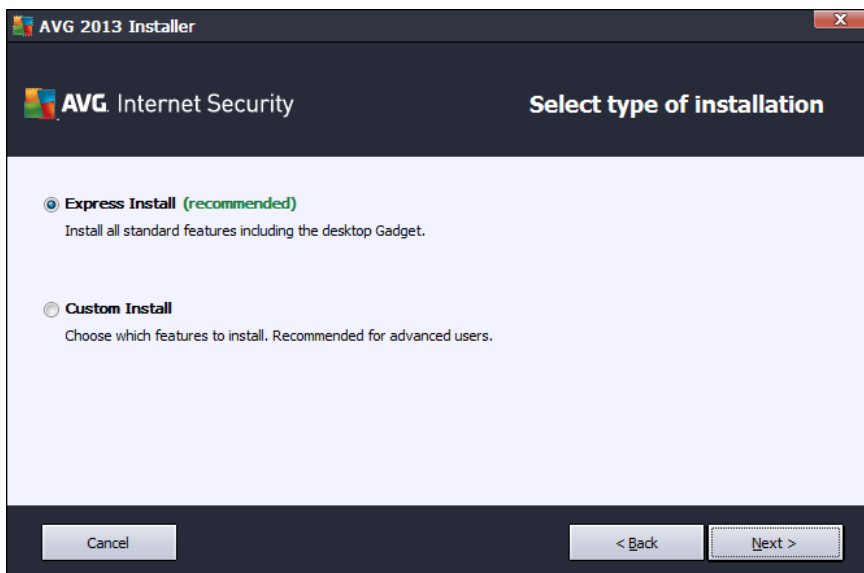 AVG 2013 Installer
AVG. Internet Security
Select type of installation
Express Install (recommended)
Install all standard features including the desktop Gadget.
Custom Install
Choose which features to install. Recommended for advanced users.
Cancel
< Back
Next >